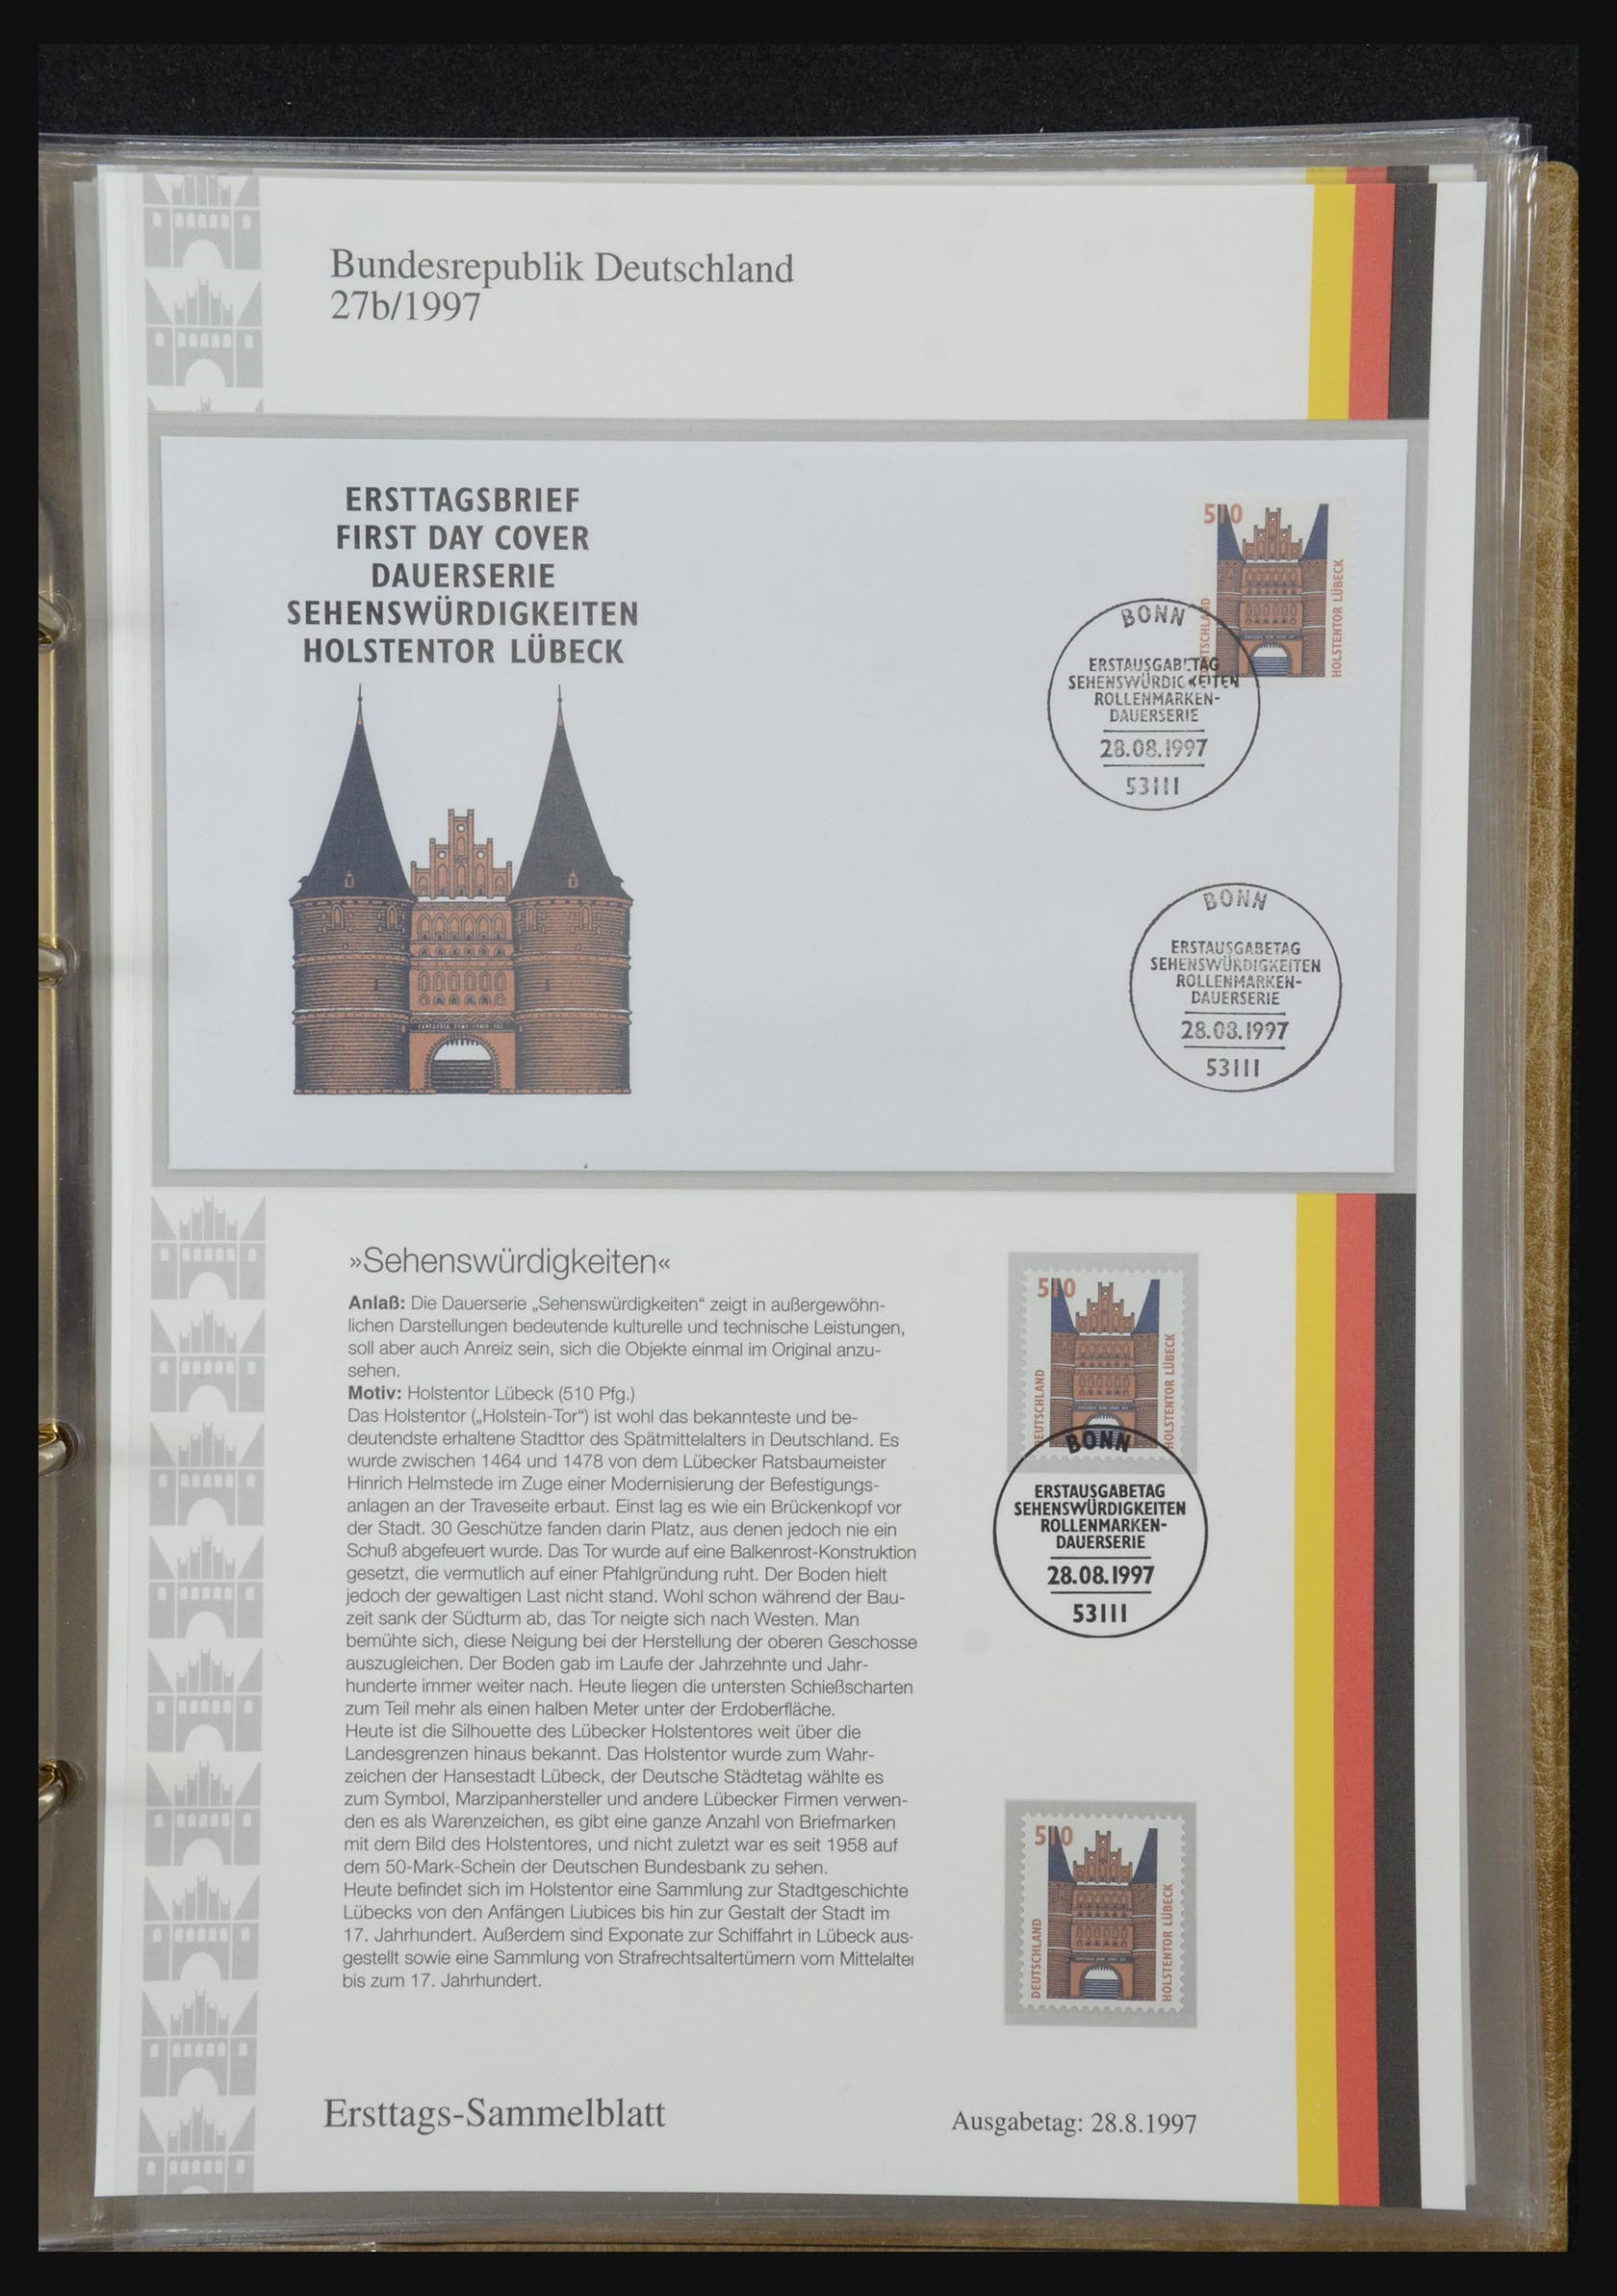 Bundesrepublik Deutschland
27b/1997
ERSTTAGSBRIEF
FIRST DAY COVER
DAUERSERIE
SEHENSWÜRDIGKEITEN
HOLSTENTOR LÜBECK
510
HOLSTENTOR LÜBECK
BONN
ERSTAUSGABETAG
SEHENSWÜRDIGKEITEN
ROLLENMARKEN-
DAUERSERIE
28.08.1997
53111
BONN
ERSTAUSGABETAG
SEHENSWÜRDIGKEITEN
ROLLENMARKEN-
DAUERSERIE
28.08.1997
53111
»Sehenswürdigkeiten«
Anlaß: Die Dauerserie „Sehenswürdigkeiten“ zeigt in außergewöhn-
lichen Darstellungen bedeutende kulturelle und technische Leistungen,
soll aber auch Anreiz sein, sich die Objekte einmal im Original anzu-
sehen.
Motiv: Holstentor Lübeck (510 Pfg.)
Das Holstentor („Holstein-Tor“) ist wohl das bekannteste und be-
deutendste erhaltene Stadttor des Spätmittelalters in Deutschland. Es
wurde zwischen 1464 und 1478 von dem Lübecker Ratsbaumeister
Hinrich Helmstede im Zuge einer Modernisierung der Befestigungs-
anlagen an der Traveseite erbaut. Einst lag es wie ein Brückenkopf vor
der Stadt. 30 Geschütze fanden darin Platz, aus denen jedoch nie ein
Schuß abgefeuert wurde. Das Tor wurde auf eine Balkenrost-Konstruktion
gesetzt, die vermutlich auf einer Pfahlgründung ruht. Der Boden hielt
jedoch der gewaltigen Last nicht stand. Wohl schon während der Bau-
zeit sank der Südturm ab, das Tor neigte sich nach Westen. Man
bemühte sich, diese Neigung bei der Herstellung der oberen Geschosse
auszugleichen. Der Boden gab im Laufe der Jahrzehnte und Jahr-
hunderte immer weiter nach. Heute liegen die untersten Schießscharten
zum Teil mehr als einen halben Meter unter der Erdoberfläche.
Heute ist die Silhouette des Lübecker Holstentores weit über die
Landesgrenzen hinaus bekannt. Das Holstentor wurde zum Wahr-
zeichen der Hansestadt Lübeck, der Deutsche Städtetag wählte es
zum Symbol, Marzipanhersteller und andere Lübecker Firmen verwen-
den es als Warenzeichen, es gibt eine ganze Anzahl von Briefmarken
mit dem Bild des Holstentores, und nicht zuletzt war es seit 1958 auf
dem 50-Mark-Schein der Deutschen Bundesbank zu sehen.
Heute befindet sich im Holstentor eine Sammlung zur Stadtgeschichte
Lübecks von den Anfängen Liubices bis hin zur Gestalt der Stadt im
17. Jahrhundert. Außerdem sind Exponate zur Schiffahrt in Lübeck aus-
gestellt sowie eine Sammlung von Strafrechtsaltertümern vom Mittelalter
bis zum 17. Jahrhundert.
510
DEUTSCHLAND
HOLSTENTOR LÜBECK
BONN
ERSTAUSGABETAG
SEHENSWÜRDIGKEITEN
ROLLENMARKEN-
DAUERSERIE
28.08.1997
53111
510
DEUTSCHLAND
HOLSTENTOR LÜBECK
Ersttags-Sammelblatt
Ausgabetag: 28.8.1997